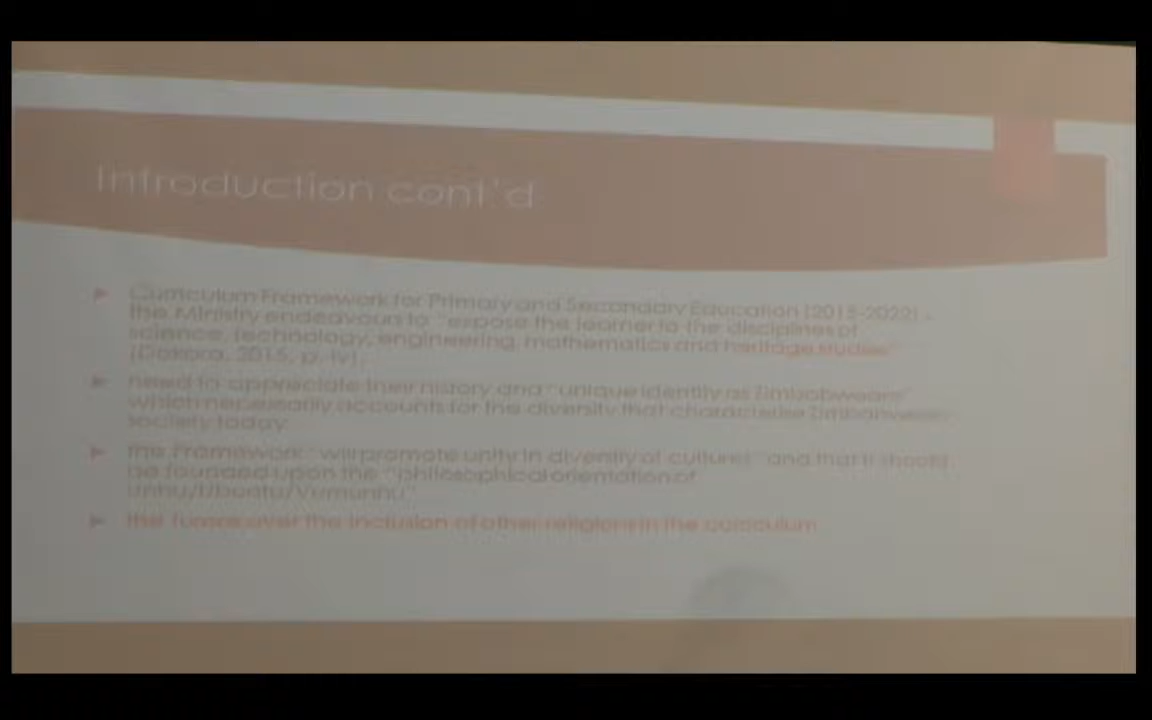 Introduction cont'd
Curriculum Framework for Primary and Secondary Education (2015-2022) -
the Ministry endeavours to "expose the learner to the disciplines of
science, technology, engineering, mathematics and heritage studies"
(Dokora, 2015, p. iv).
need to appreciate their history and "unique identity as Zimbabweans"
which necessarily accounts for the diversity that characterise Zimbabwean
society today.
the Framework "will promote unity in diversity of cultures" and that it should
be founded upon the "philosophical orientation of
Unhu/Ubuntu/Vumunhu"
the furore over the inclusion of other religions in the curriculum